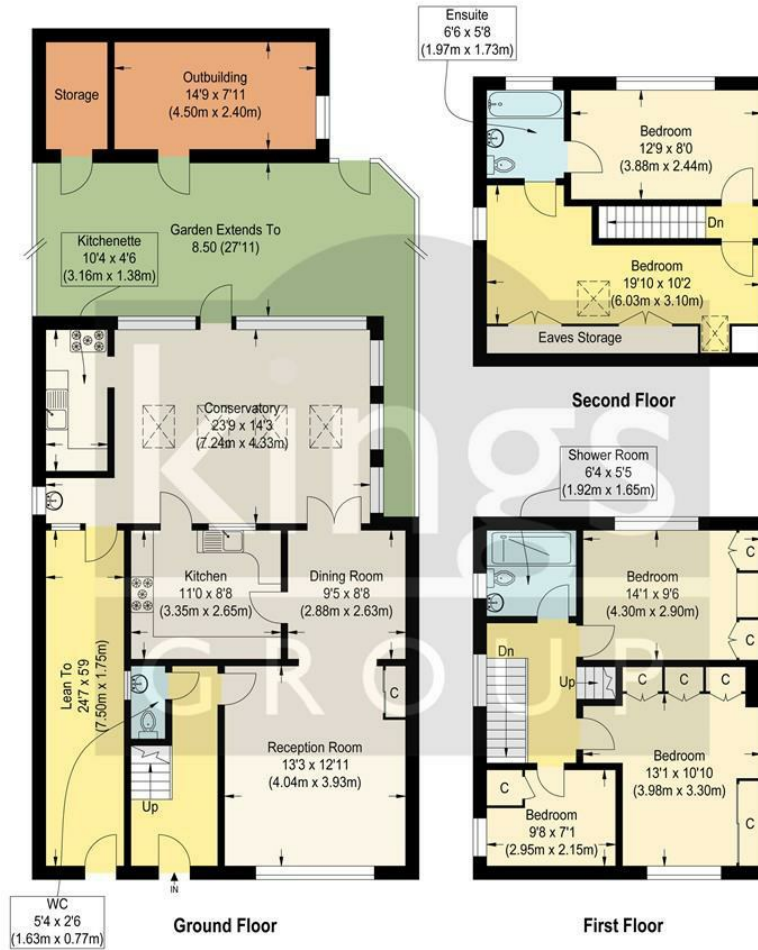 Storage
Outbuilding
14'9 x 7'11
(4.50m x 2.40m)
Garden Extends To
8.50 (27'11)
Kitchenette
10'4 x 4'6
(3.16m x 1.38m)
Conservatory
23'9 x 14'3
(7.24m x 4.33m)
Kitchen
11'0 x 8'8
(3.35m x 2.65m)
Dining Room
9'5 x 8'8
(2.88m x 2.63m)
Lean To
24'7 x 5'9
(7.50m x 1.75m)
C
Reception Room
13'3 x 12'11
(4.04m x 3.93m)
Up
IN
WC
5'4 x 2'6
(1.63m x 0.77m)
Ground Floor
Ensuite
6'6 x 5'8
(1.97m x 1.73m)
Bedroom
12'9 x 8'0
(3.88m x 2.44m)
Dn
Bedroom
19'10 x 10'2
(6.03m x 3.10m)
Eaves Storage
Second Floor
Shower Room
6'4 x 5'5
(1.92m x 1.65m)
Bedroom
14'1 x 9'6
(4.30m x 2.90m)
C
C
Dn
Up
C
C
C
Bedroom
13'1 x 10'10
(3.98m x 3.30m)
C
C
Bedroom
9'8 x 7'1
(2.95m x 2.15m)
First Floor
kings
GROUP